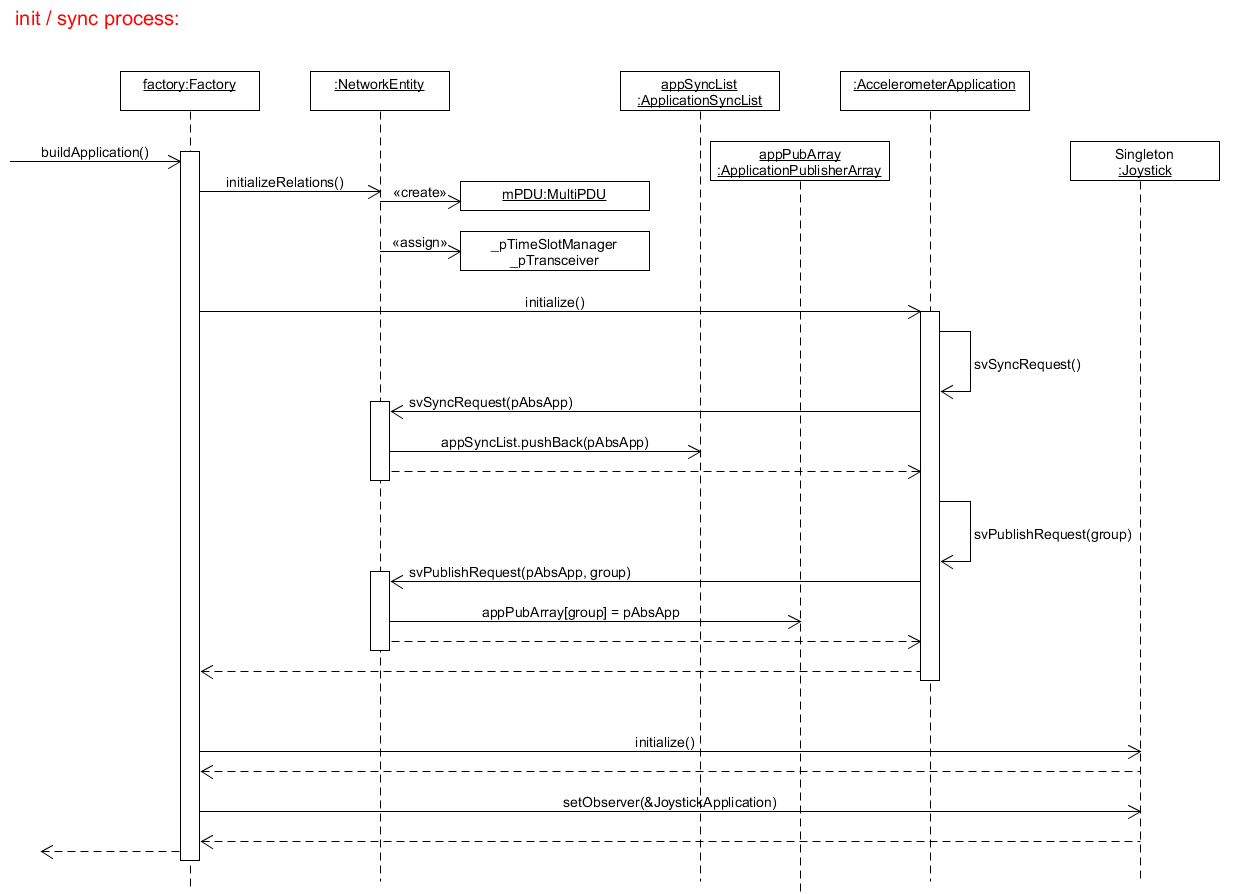 init / sync process:
factory:Factory
:NetworkEntity
appSyncList
:ApplicationSyncList
:AccelerometerApplication
appPubArray
:ApplicationPublisherArray
Singleton
:Joystick
buildApplication()
initializeRelations()
«create»
mPDU:MultiPDU
«assign»
_pTimeSlotManager
_pTransceiver
initialize()
svSyncRequest()
svSyncRequest(pAbsApp)
appSyncList.pushBack(pAbsApp)
svPublishRequest(group)
svPublishRequest(pAbsApp, group)
appPubArray[group] = pAbsApp
initialize()
setObserver(&JoystickApplication)